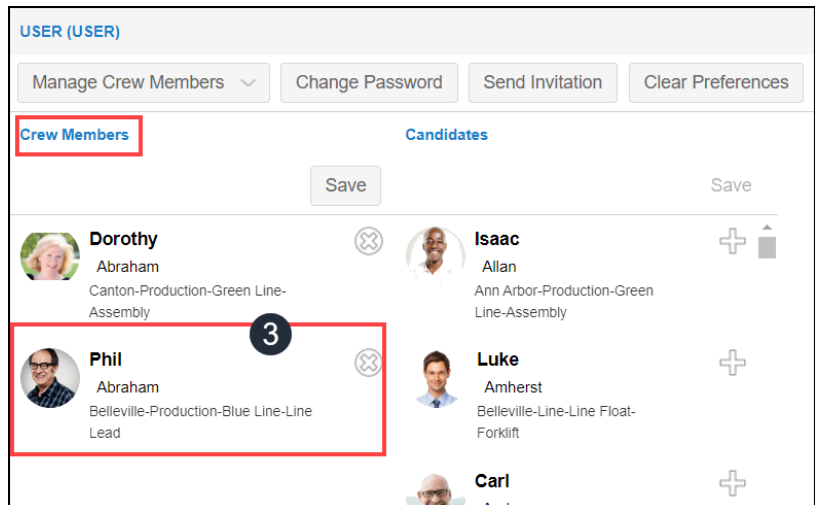 USER (USER)
Manage Crew Members
Change Password
Send Invitation
Clear Preferences
Crew Members
Candidates
Save
Save
Dorothy
Abraham
Canton-Production-Green Line-
Assembly
3
Phil
Abraham
Belleville-Production-Blue Line-Line
Lead
Isaac
Allan
Ann Arbor-Production-Green
Line-Assembly
Luke
Amherst
Belleville-Line-Line Float-
Forklift
Carl